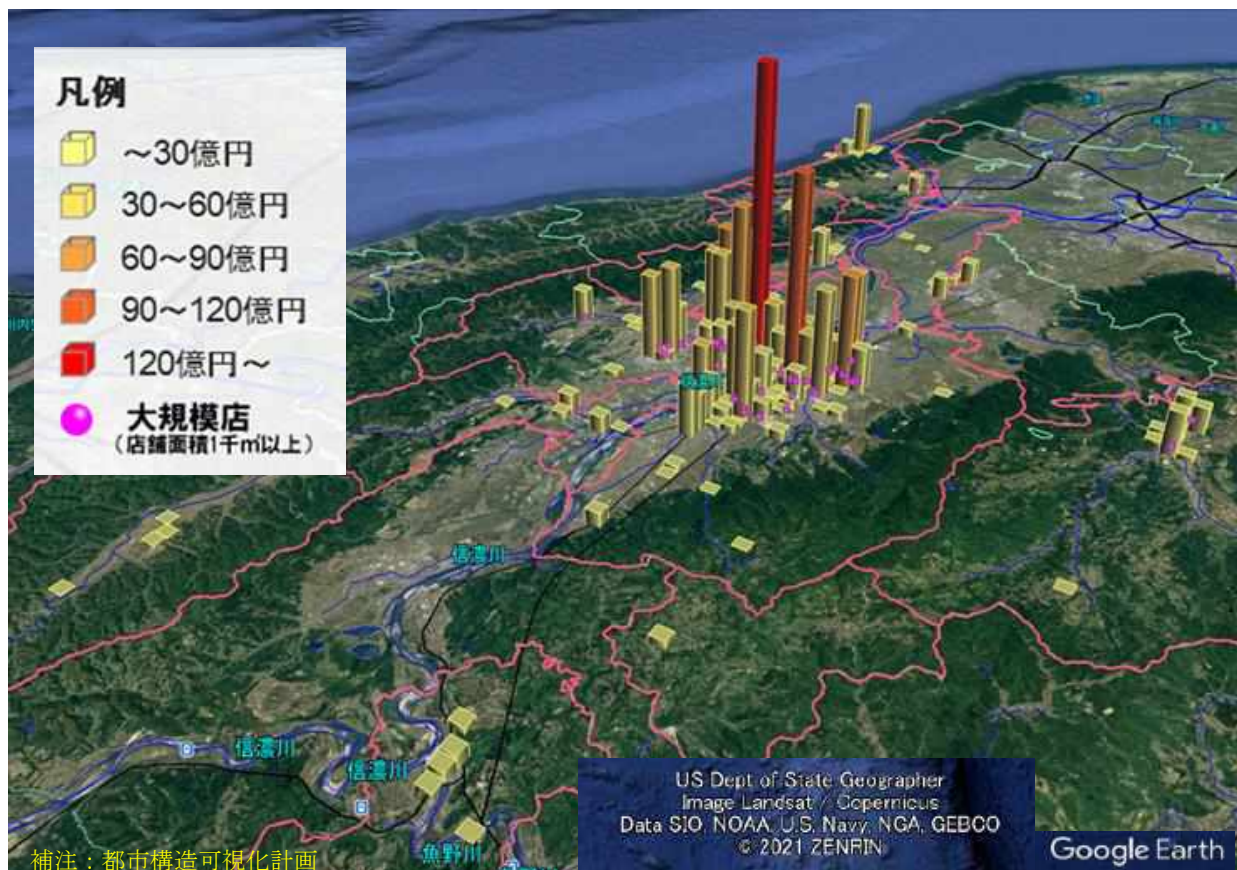 凡例
～30億円
30～60億円
60～90億円
90～120億円
120億円～
大規模店
(店舗面積1千㎡以上)
信濃川
信濃川
信濃川
魚野川
US Dept of State Geographer
Image Landsat / Copernicus
Data SIO, NOAA, U.S. Navy, NGA, GEBCO
© 2021 ZENRIN
Google Earth
補注：都市構造可視化計画